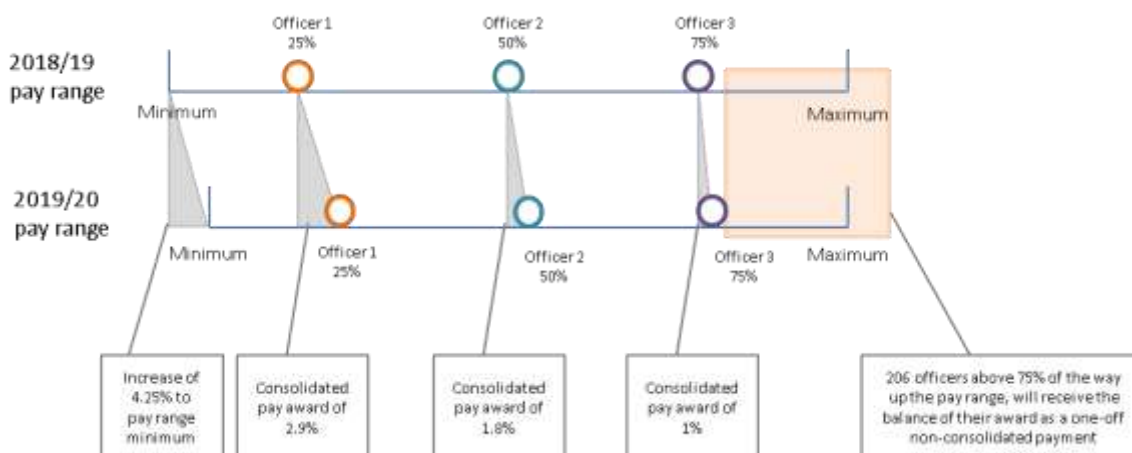 Officer 1
25%
Officer 2
50%
Officer 3
75%
2018/19
pay range
Minimum
Maximum
2019/20
pay range
Minimum
Officer 1
25%
Officer 2
50%
Officer 3
75%
Maximum
Increase of
4.25% to
pay range
minimum
Consolidated
pay award of
2.9%
Consolidated
pay award of
1.8%
Consolidated
pay award of
1%
206 officers above 75% of the way
up the pay range, will receive the
balance of their award as a one-off
non-consolidated payment